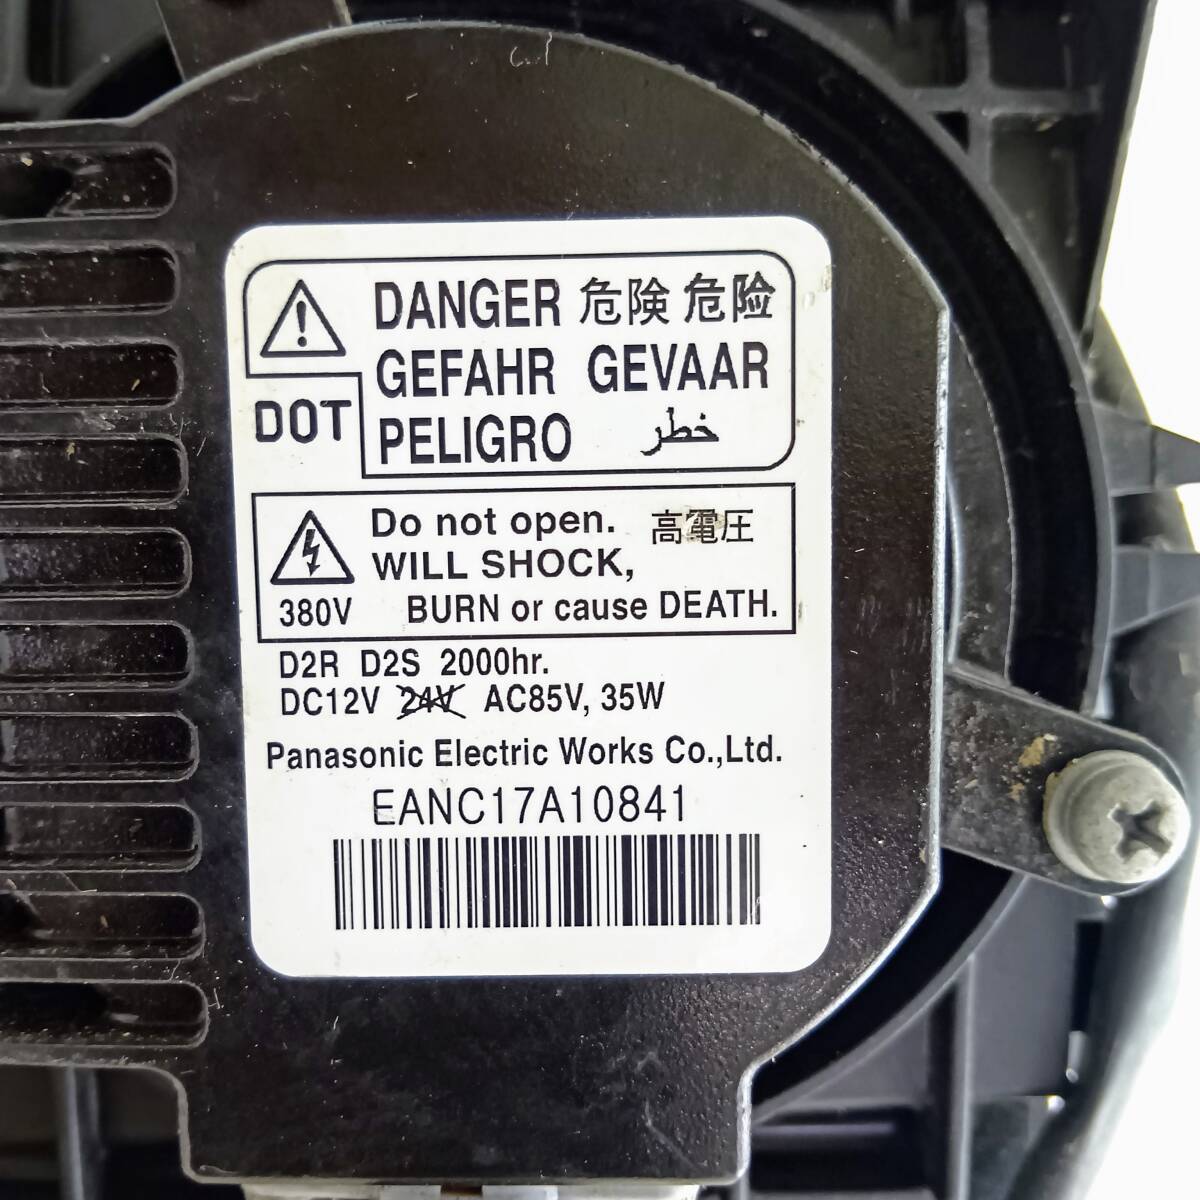 DANGER 危険 危险
GEFAHR GEVAAR
DOT
PELIGRO خطر
Do not open. 高電圧
WILL SHOCK,
380V BURN or cause DEATH.
D2R D2S 2000hr.
DC12V 24V AC85V, 35W
Panasonic Electric Works Co.,Ltd.
EANC17A10841